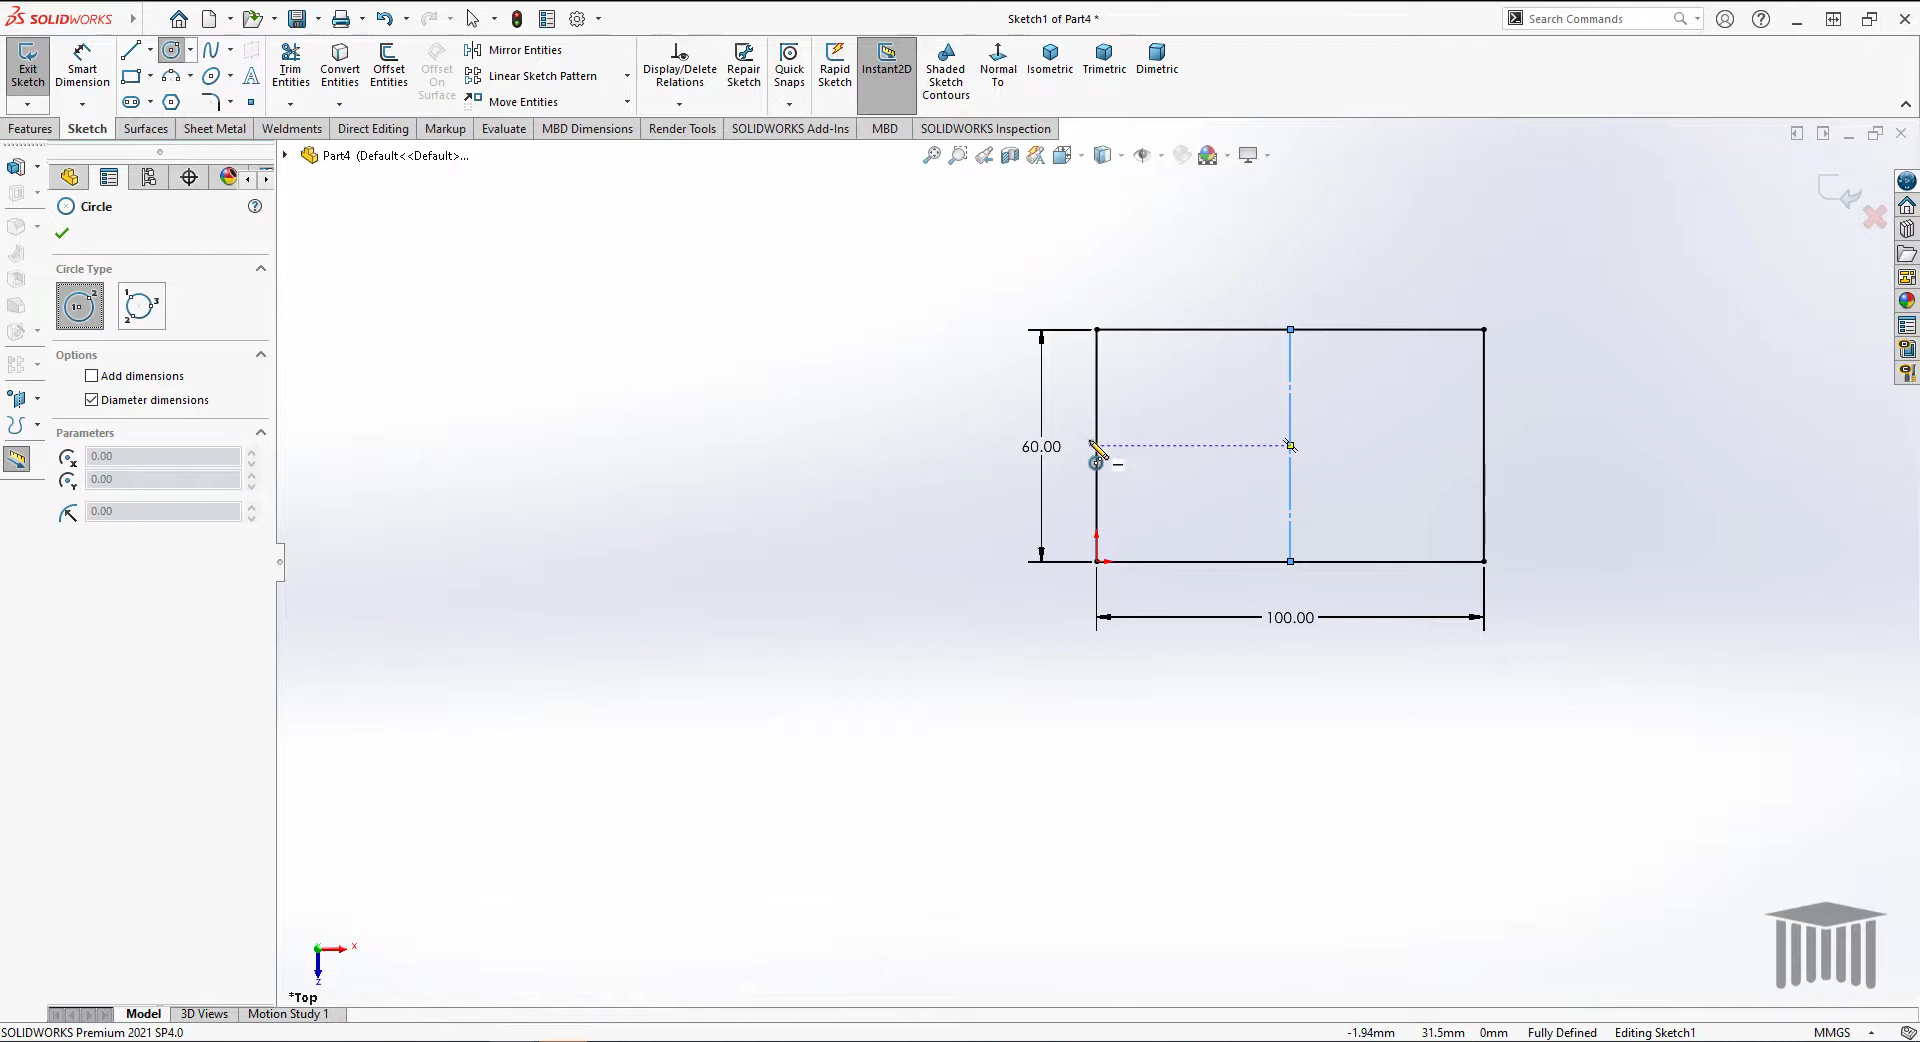 SOLIDWORKS
Sketch1 of Part4 *
Search Commands
Exit Sketch
Smart Dimension
Trim Entities
Convert Entities
Offset Entities
Offset On Surface
Mirror Entities
Linear Sketch Pattern
Move Entities
Display/Delete Relations
Repair Sketch
Quick Snaps
Rapid Sketch
Instant2D
Shaded Sketch Contours
Normal To
Isometric
Trimetric
Dimetric
Features
Sketch
Surfaces
Sheet Metal
Weldments
Direct Editing
Markup
Evaluate
MBD Dimensions
Render Tools
SOLIDWORKS Add-Ins
MBD
SOLIDWORKS Inspection
Part4 (Default<<Default>...
Circle
Circle Type
Options
Add dimensions
Diameter dimensions
Parameters
0.00
0.00
0.00
60.00
100.00
x
z
*Top
Model
3D Views
Motion Study 1
SOLIDWORKS Premium 2021 SP4.0
-1.94mm
31.5mm
0mm
Fully Defined
Editing Sketch1
MMGS